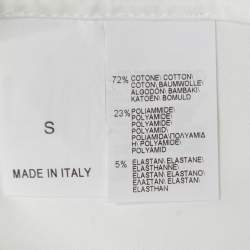 S
MADE IN ITALY
72% COTONE/ COTTON/
COTON/ BAUMWOLLE/
ALGODÓN/ BAMBAKI/
KATOEN/ BOMULD
23% POLIAMMIDE/
POLYAMIDE/
POLYAMIDE/
POLYAMID/
POLIAMIDA/ΠΟΛΥΑΜΙΔ
Η/ POLYAMIDE/
POLYAMID
5% ELASTAN/ ELASTANE/
ELASTHANNE/
ELASTAN/ ELASTANO/
ΕΛΑΣΤΑΝ/ ELASTAN/
ELASTHAN